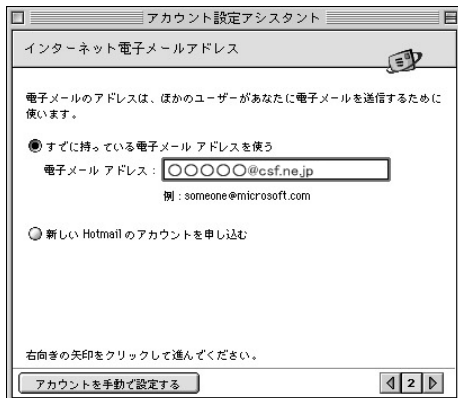 アカウント設定アシスタント
インターネット電子メールアドレス
電子メールのアドレスは、ほかのユーザーがあなたに電子メールを送信するために
使います。
すでに持っている電子メール アドレスを使う
電子メール アドレス : 〇〇〇〇〇@csf.ne.jp
例 : someone@microsoft.com
新しい Hotmail のアカウントを申し込む
右向きの矢印をクリックして進んでください。
アカウントを手動で設定する
2